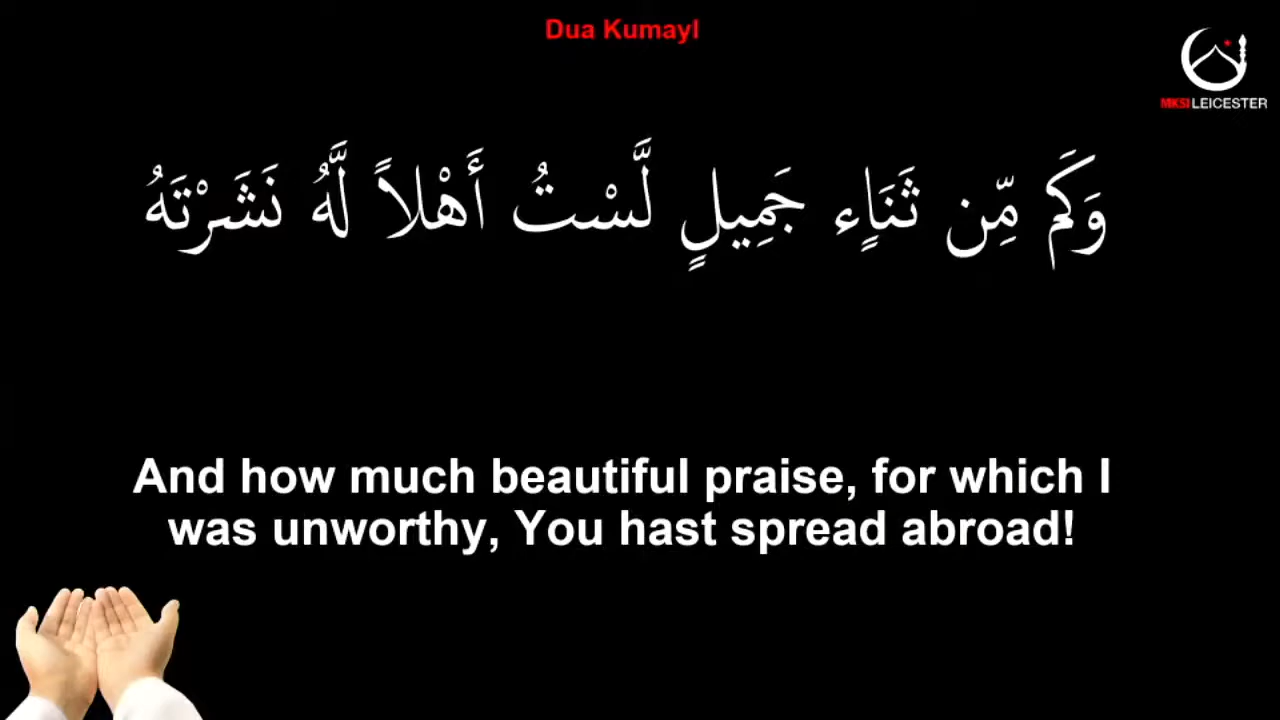 Dua Kumayl
MKSI LEICESTER
وَكَم مِّن ثَنَاءٍ جَمِيلٍ لَّسْتُ أَهْلاً لَّهُ نَشَرْتَهُ
And how much beautiful praise, for which I
was unworthy, You hast spread abroad!